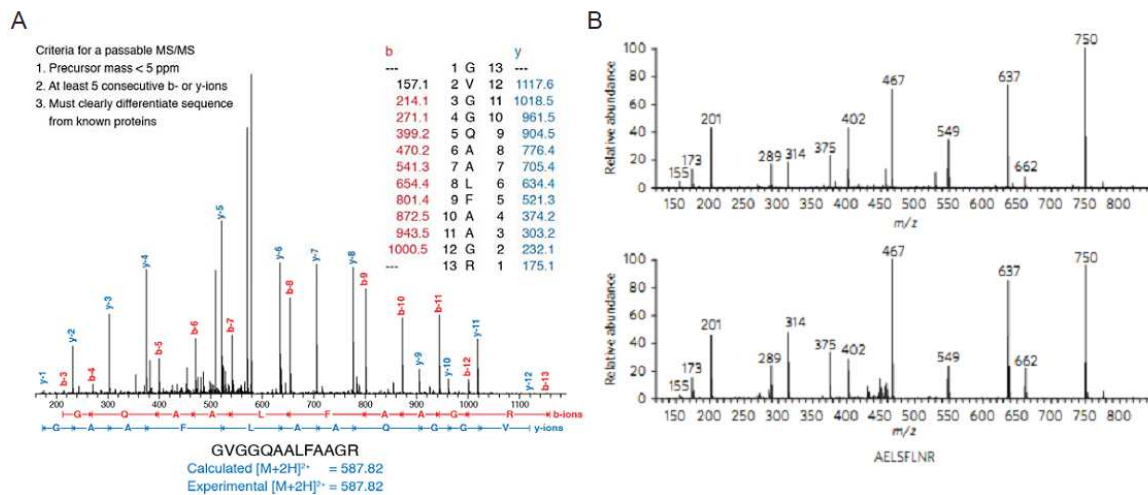 A
Criteria for a passable MS/MS
1. Precursor mass < 5 ppm
2. At least 5 consecutive b- or y-ions
3. Must clearly differentiate sequence
from known proteins
b y
--- 1 G 13 ---
157.1 2 V 12 1117.6
214.1 3 G 11 1018.5
271.1 4 G 10 961.5
399.2 5 Q 9 904.5
470.2 6 A 8 776.4
541.3 7 A 7 705.4
654.4 8 L 6 634.4
801.4 9 F 5 521.3
872.5 10 A 4 374.2
943.5 11 A 3 303.2
1000.5 12 G 2 232.1
--- 13 R 1 175.1
y-1 b-3 y-2 b-4 y-3 y-4 b-5 b-6 y-5 b-7 y-6 b-8 y-7 y-8 b-9 b-10 y-9 b-11 y-10 b-12 y-11 y-12 b-13
200 300 400 500 600 700 800 900 1000 1100
G Q A A L F A A G R b-ions
G A A F L A A Q G G V y-ions
GVGGQAALFAAGR
Calculated [M+2H]2+ = 587.82
Experimental [M+2H]2+ = 587.82
B
Relative abundance
100
80
60
40
20
0
155 173 201 289 314 375 402 467 549 637 662 750
150 200 250 300 350 400 450 500 550 600 650 700 750 800
m/z
Relative abundance
100
80
60
40
20
0
155 173 201 289 314 375 402 467 549 637 662 750
150 200 250 300 350 400 450 500 550 600 650 700 750 800
m/z
AELSFLNR